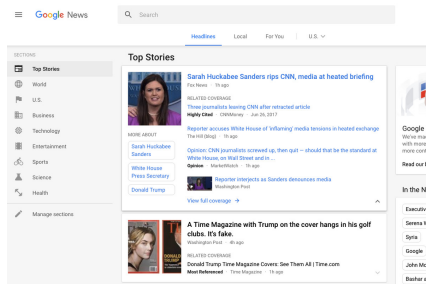 Google News
Search
Headlines
Local
For You
U.S.
SECTIONS
Top Stories
World
U.S.
Business
Technology
Entertainment
Sports
Science
Health
Manage sections
Top Stories
Sarah Huckabee Sanders rips CNN, media at heated briefing
Fox News · 1h ago
RELATED COVERAGE
Three journalists leaving CNN after retracted article
Highly Cited · CNNMoney · Jun 26, 2017
Reporter accuses White House of 'inflaming' media tensions in heated exchange
The Hill (blog) · 1h ago
Opinion: CNN journalists screwed up, then quit — should that be the standard at
White House, on Wall Street and in ...
Opinion · MarketWatch · 1h ago
Reporter interjects as Sanders denounces media
Washington Post
View full coverage
MORE ABOUT
Sarah Huckabee
Sanders
White House
Press Secretary
Donald Trump
A Time Magazine with Trump on the cover hangs in his golf
clubs. It's fake.
Washington Post · 4h ago
RELATED COVERAGE
Donald Trump Time Magazine Covers: See Them All | Time.com
Most Referenced · Time Magazine · 1h ago
Google
We've ma
with more
more con
Read our
In the N
Executiv
Serena
Syria
Google
John Mc
Bashar a